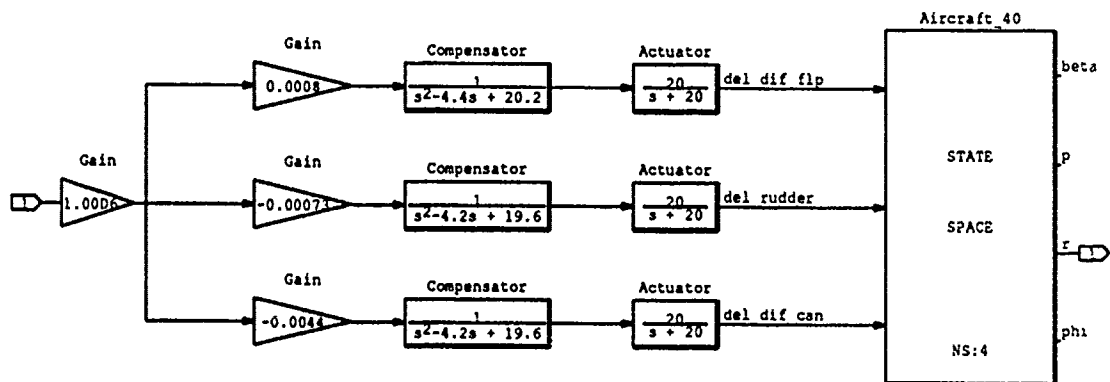 Aircraft_40
Gain
Compensator
Actuator
0.0008
1
s²-4.4s + 20.2
20
s + 20
del dif flp
beta
Gain
1
1.00D6
Gain
Compensator
Actuator
-0.00073
1
s²-4.2s + 19.6
20
s + 20
del rudder
STATE
p
SPACE
r
1
Gain
Compensator
Actuator
-0.0044
1
s²-4.2s + 19.6
20
s + 20
del dif can
NS:4
phi